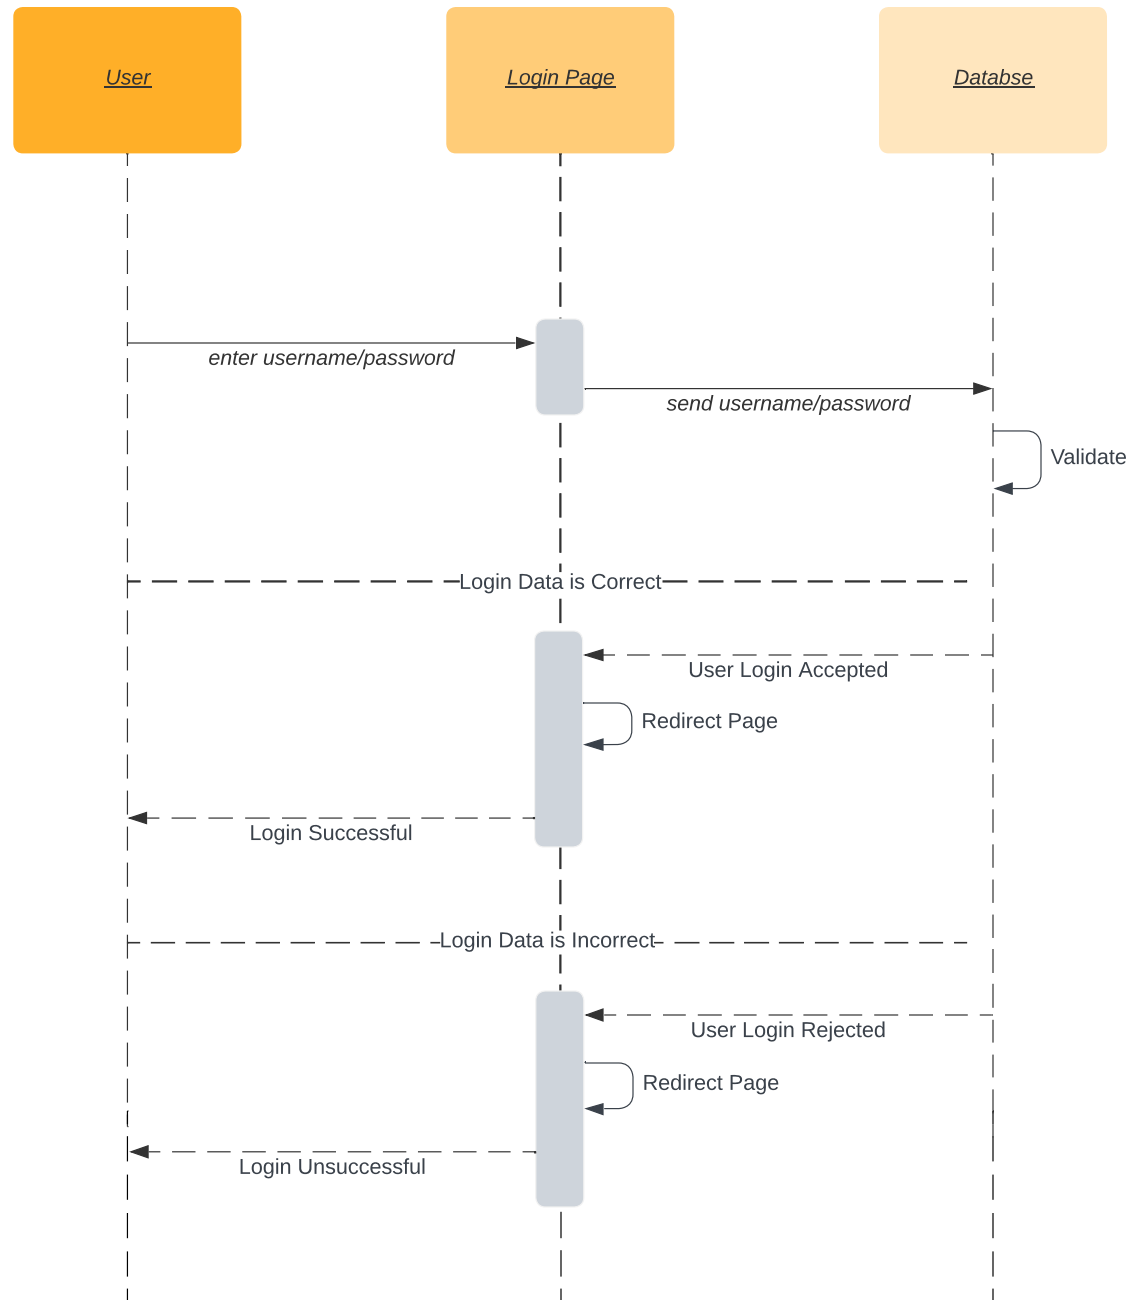 User
Login Page
Databse
enter username/password
send username/password
Validate
Login Data is Correct
User Login Accepted
Redirect Page
Login Successful
Login Data is Incorrect
User Login Rejected
Redirect Page
Login Unsuccessful